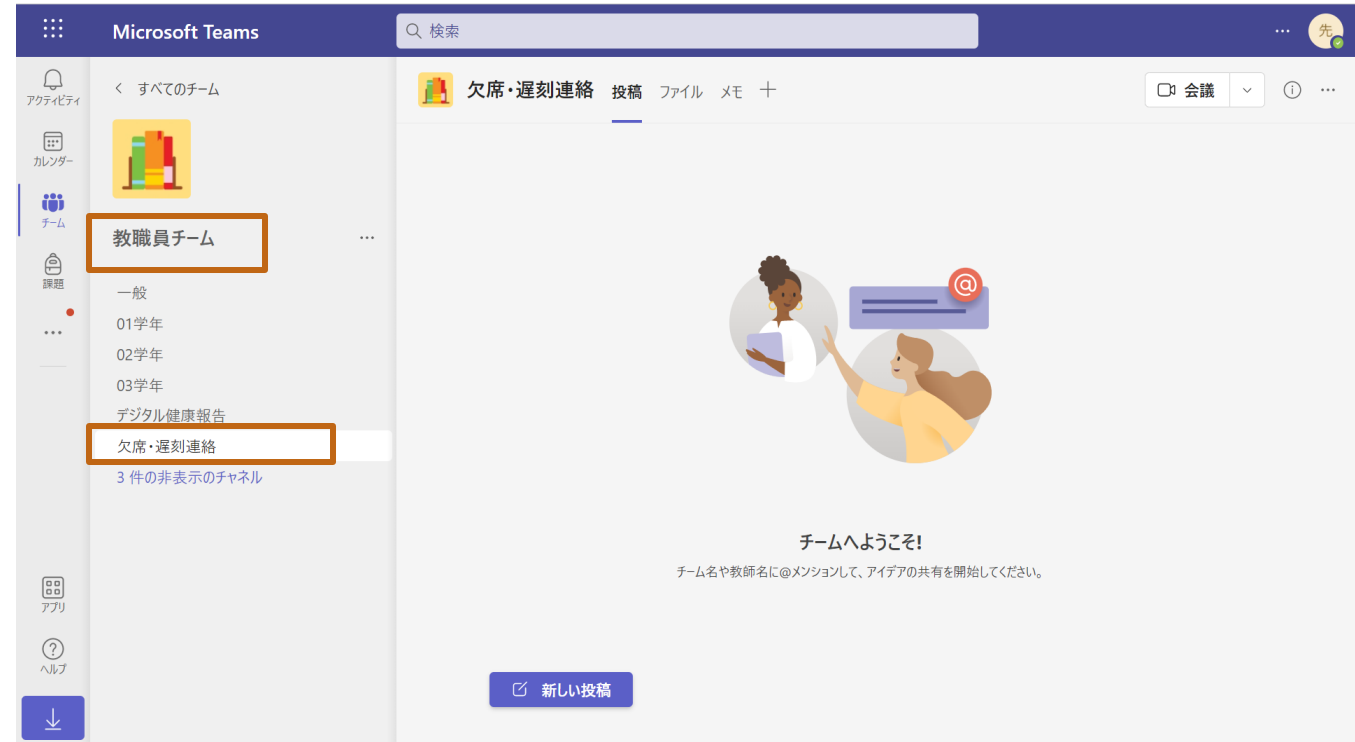 Microsoft Teams
検索
先
アクティビティ
カレンダー
チーム
課題
アプリ
ヘルプ
すべてのチーム
教職員チーム
一般
01学年
02学年
03学年
デジタル健康報告
欠席・遅刻連絡
3 件の非表示のチャネル
欠席・遅刻連絡 投稿 ファイル メモ
会議
@
チームへようこそ!
チーム名や教師名に@メンションして、アイデアの共有を開始してください。
新しい投稿